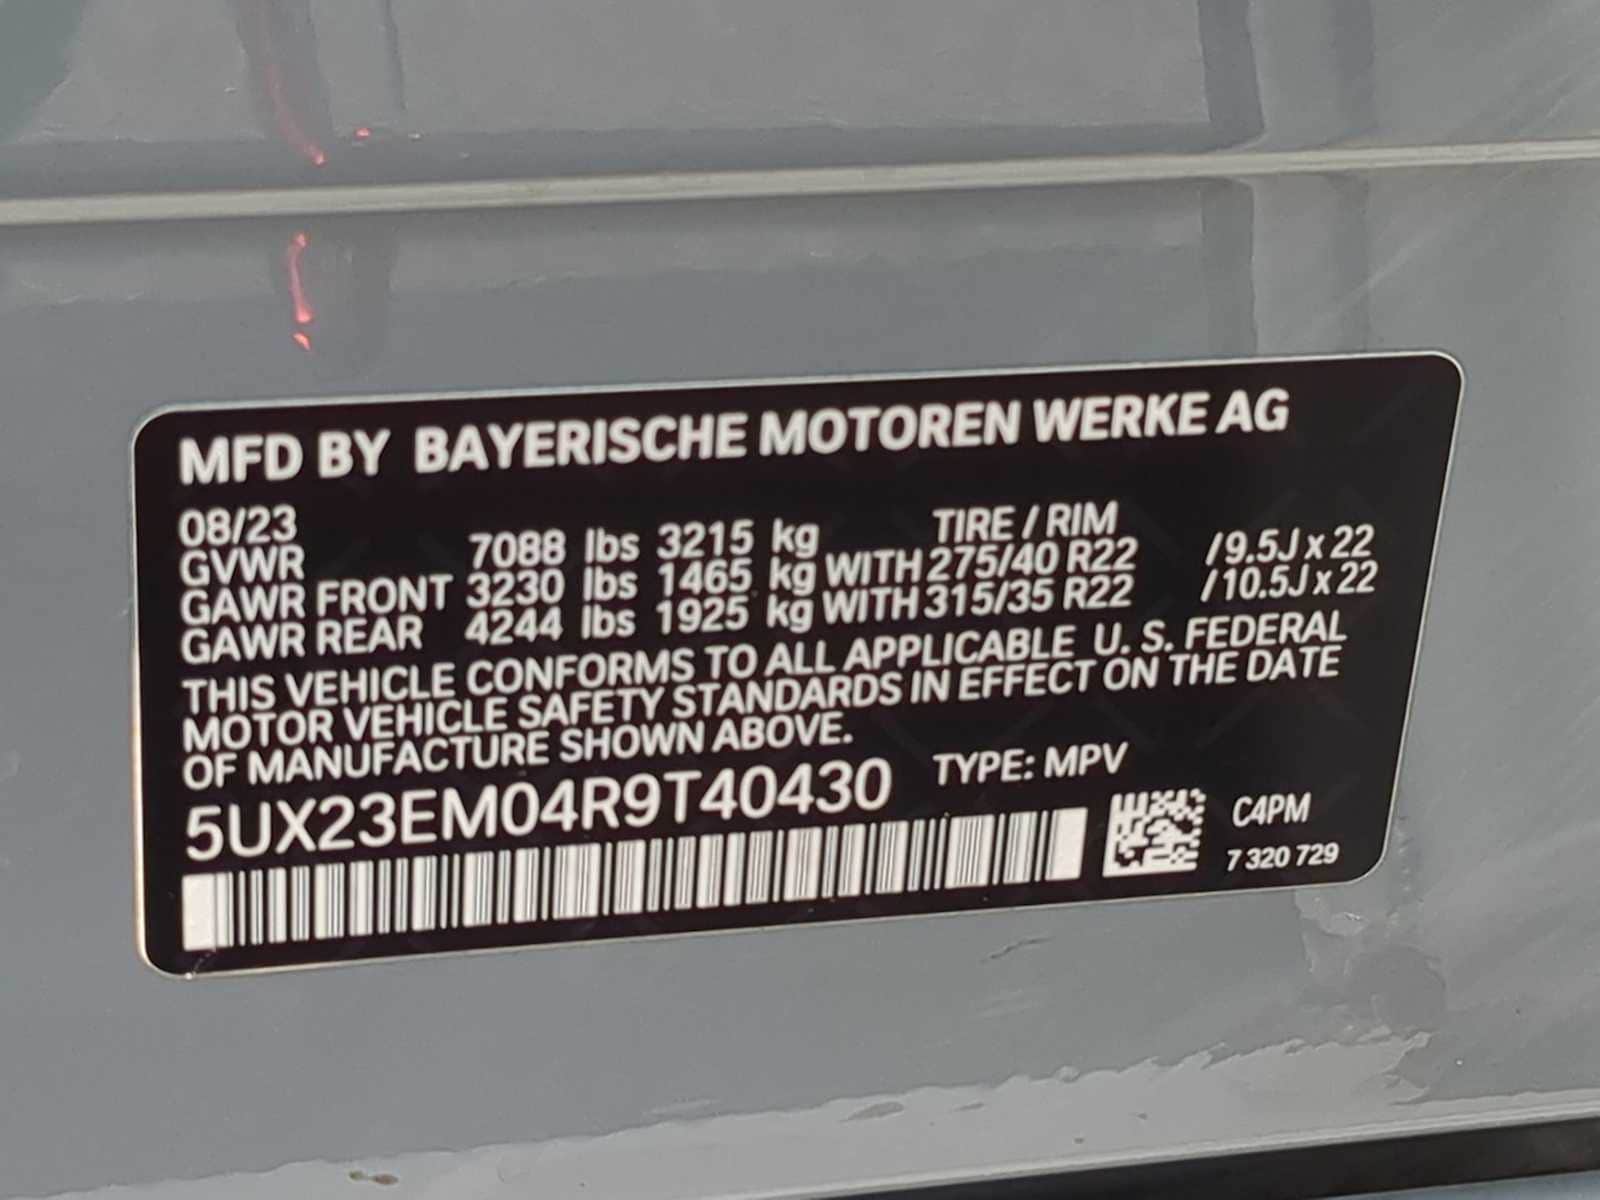 MFD BY BAYERISCHE MOTOREN WERKE AG
08/23 TIRE / RIM
GVWR 7088 lbs 3215 kg
GAWR FRONT 3230 lbs 1465 kg WITH 275/40 R22 /9.5J x 22
GAWR REAR 4244 lbs 1925 kg WITH 315/35 R22 /10.5J x 22
THIS VEHICLE CONFORMS TO ALL APPLICABLE U. S. FEDERAL
MOTOR VEHICLE SAFETY STANDARDS IN EFFECT ON THE DATE
OF MANUFACTURE SHOWN ABOVE.
5UX23EM04R9T40430 TYPE: MPV
C4PM
7 320 729